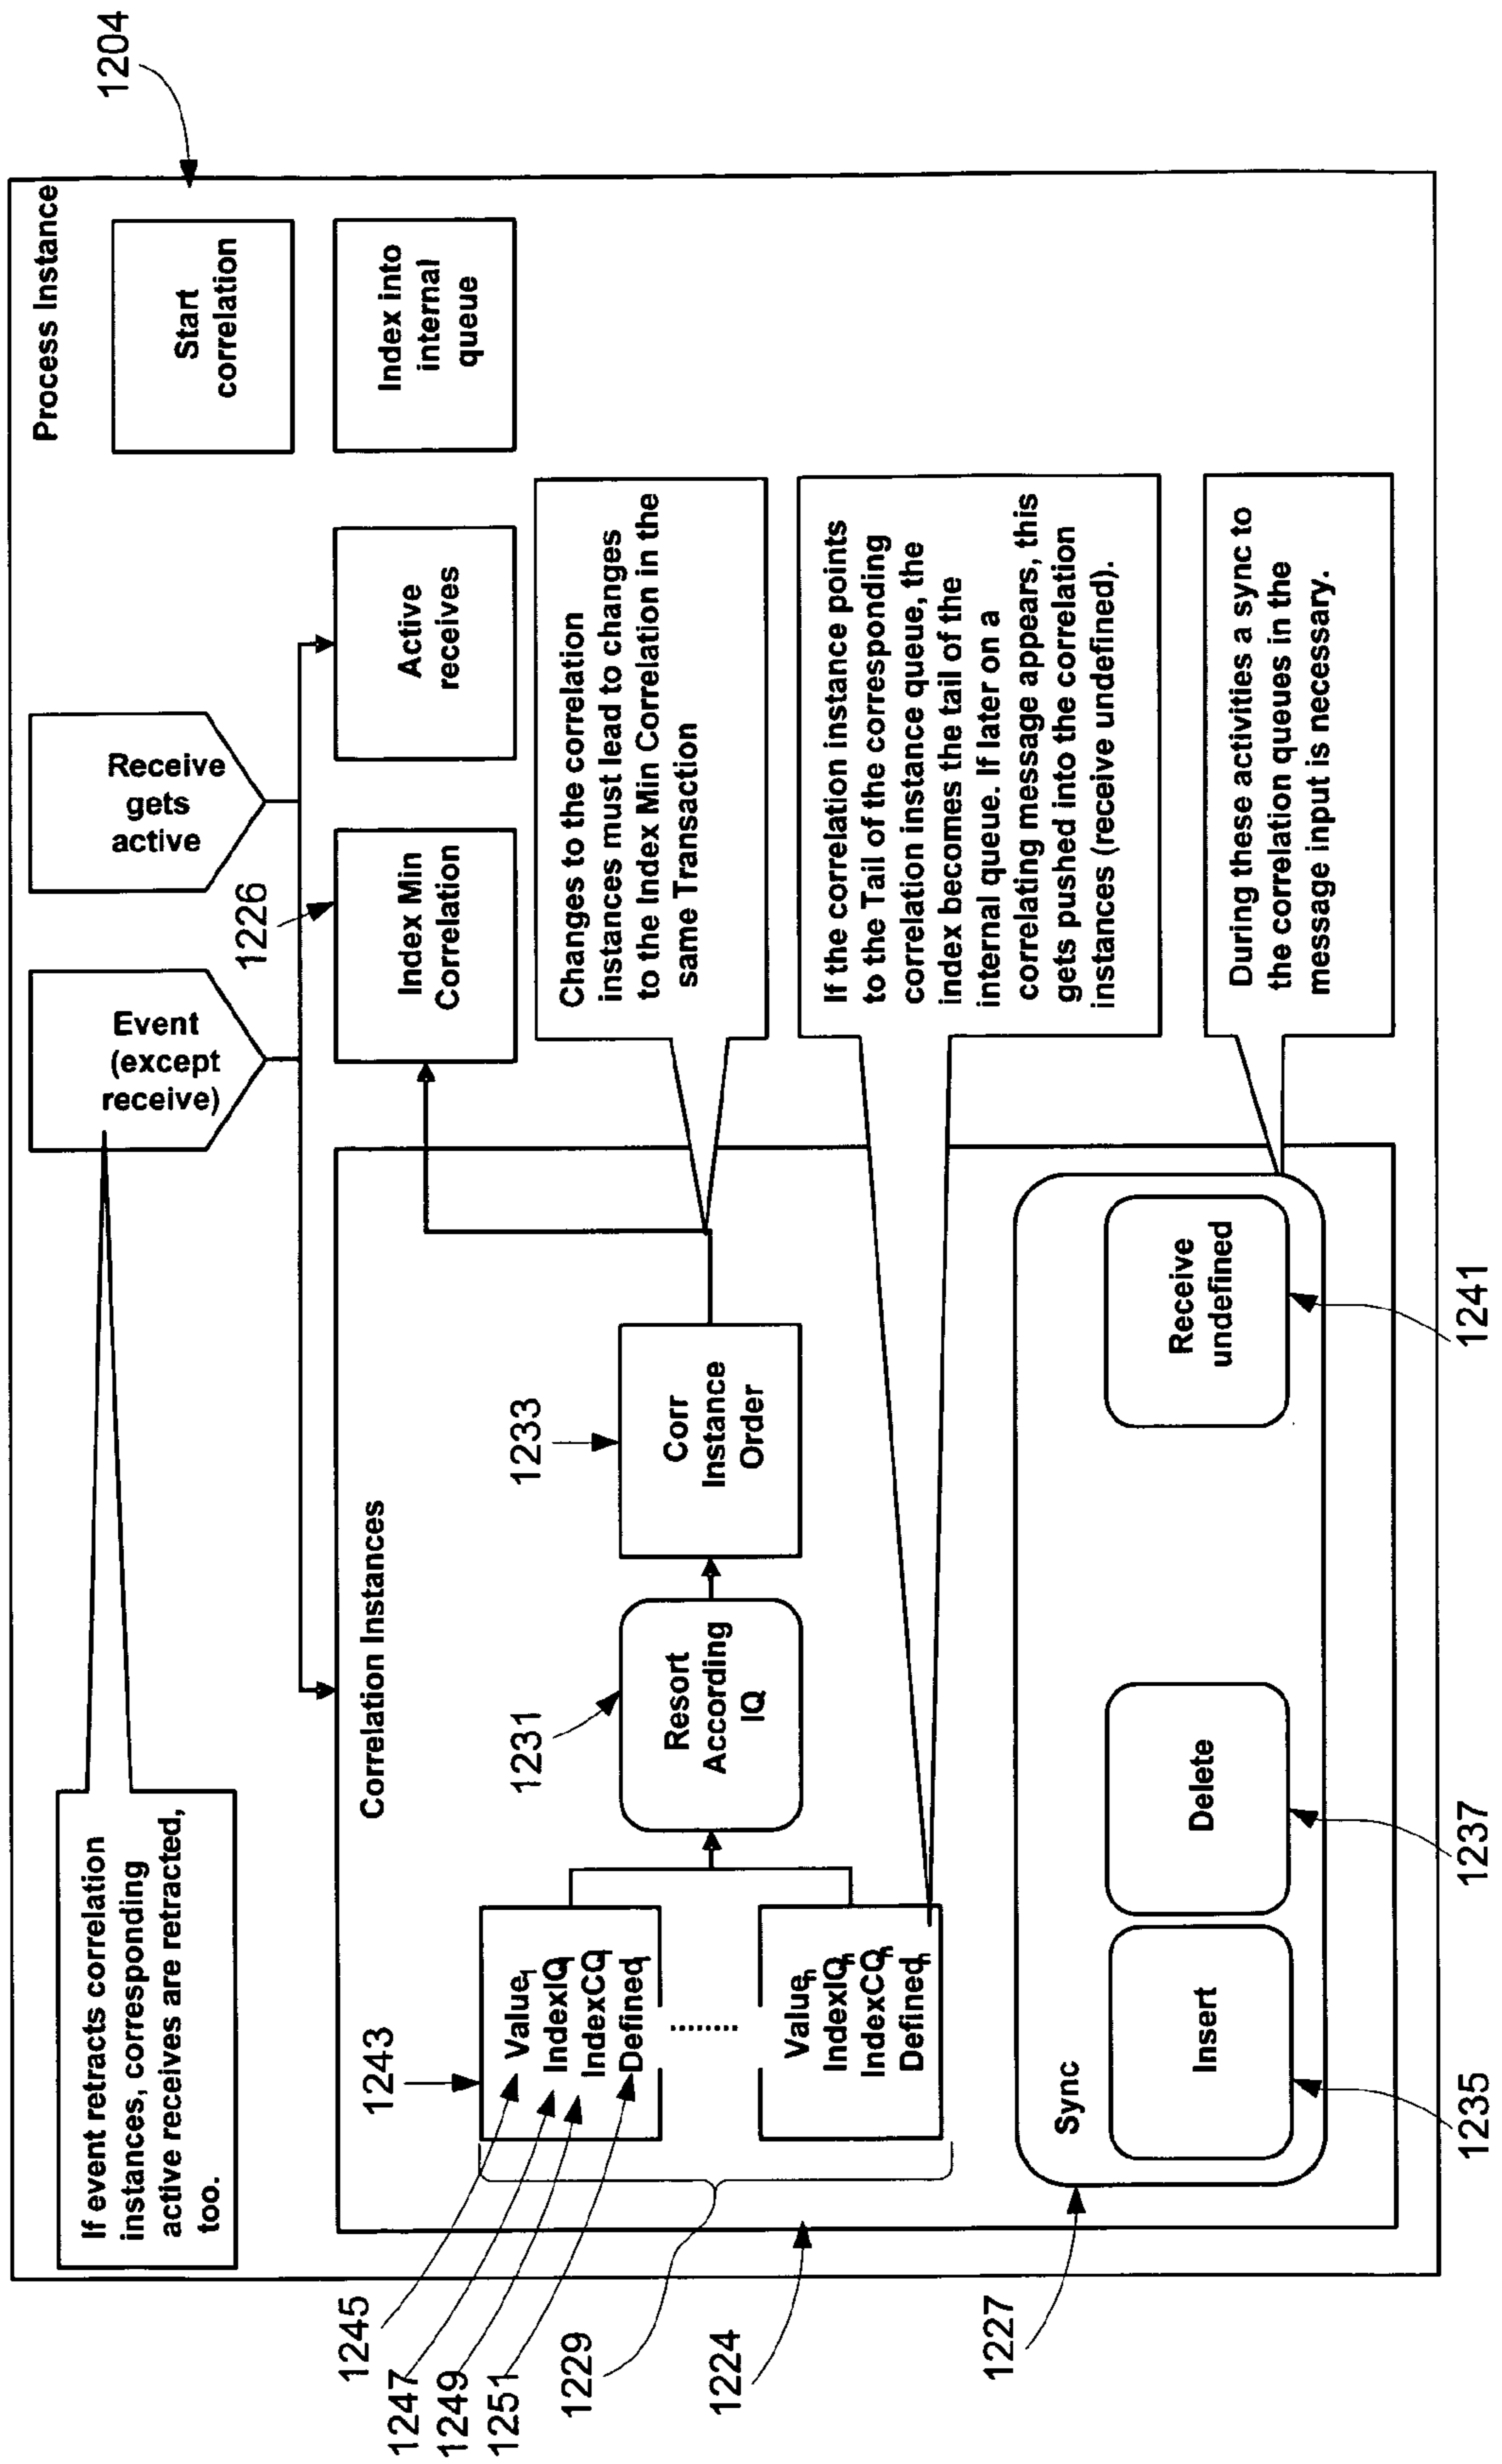 1204
Process Instance
Start
correlation
Index into
internal
queue
Receive
gets
active
Event
(except
receive)
If event retracts correlation
instances, corresponding
active receives are retracted,
too.
1226
Index Min
Correlation
Active
receives
Changes to the correlation
instances must lead to changes
to the Index Min Correlation in the
same Transaction
If the correlation instance points
to the Tail of the corresponding
correlation instance queue, the
index becomes the tail of the
internal queue. If later on a
correlating message appears, this
gets pushed into the correlation
instances (receive undefined).
During these activities a sync to
the correlation queues in the
message input is necessary.
Correlation Instances
1243
Value1
IndexIQ1
IndexCQ1
Defined1
........
Valuen
IndexIQn
IndexCQn
Definedn
1231
Resort
According
IQ
1233
Corr
Instance
Order
Sync
Insert
Delete
Receive
undefined
1245
1247
1249
1251
1229
1224
1227
1235
1237
1241